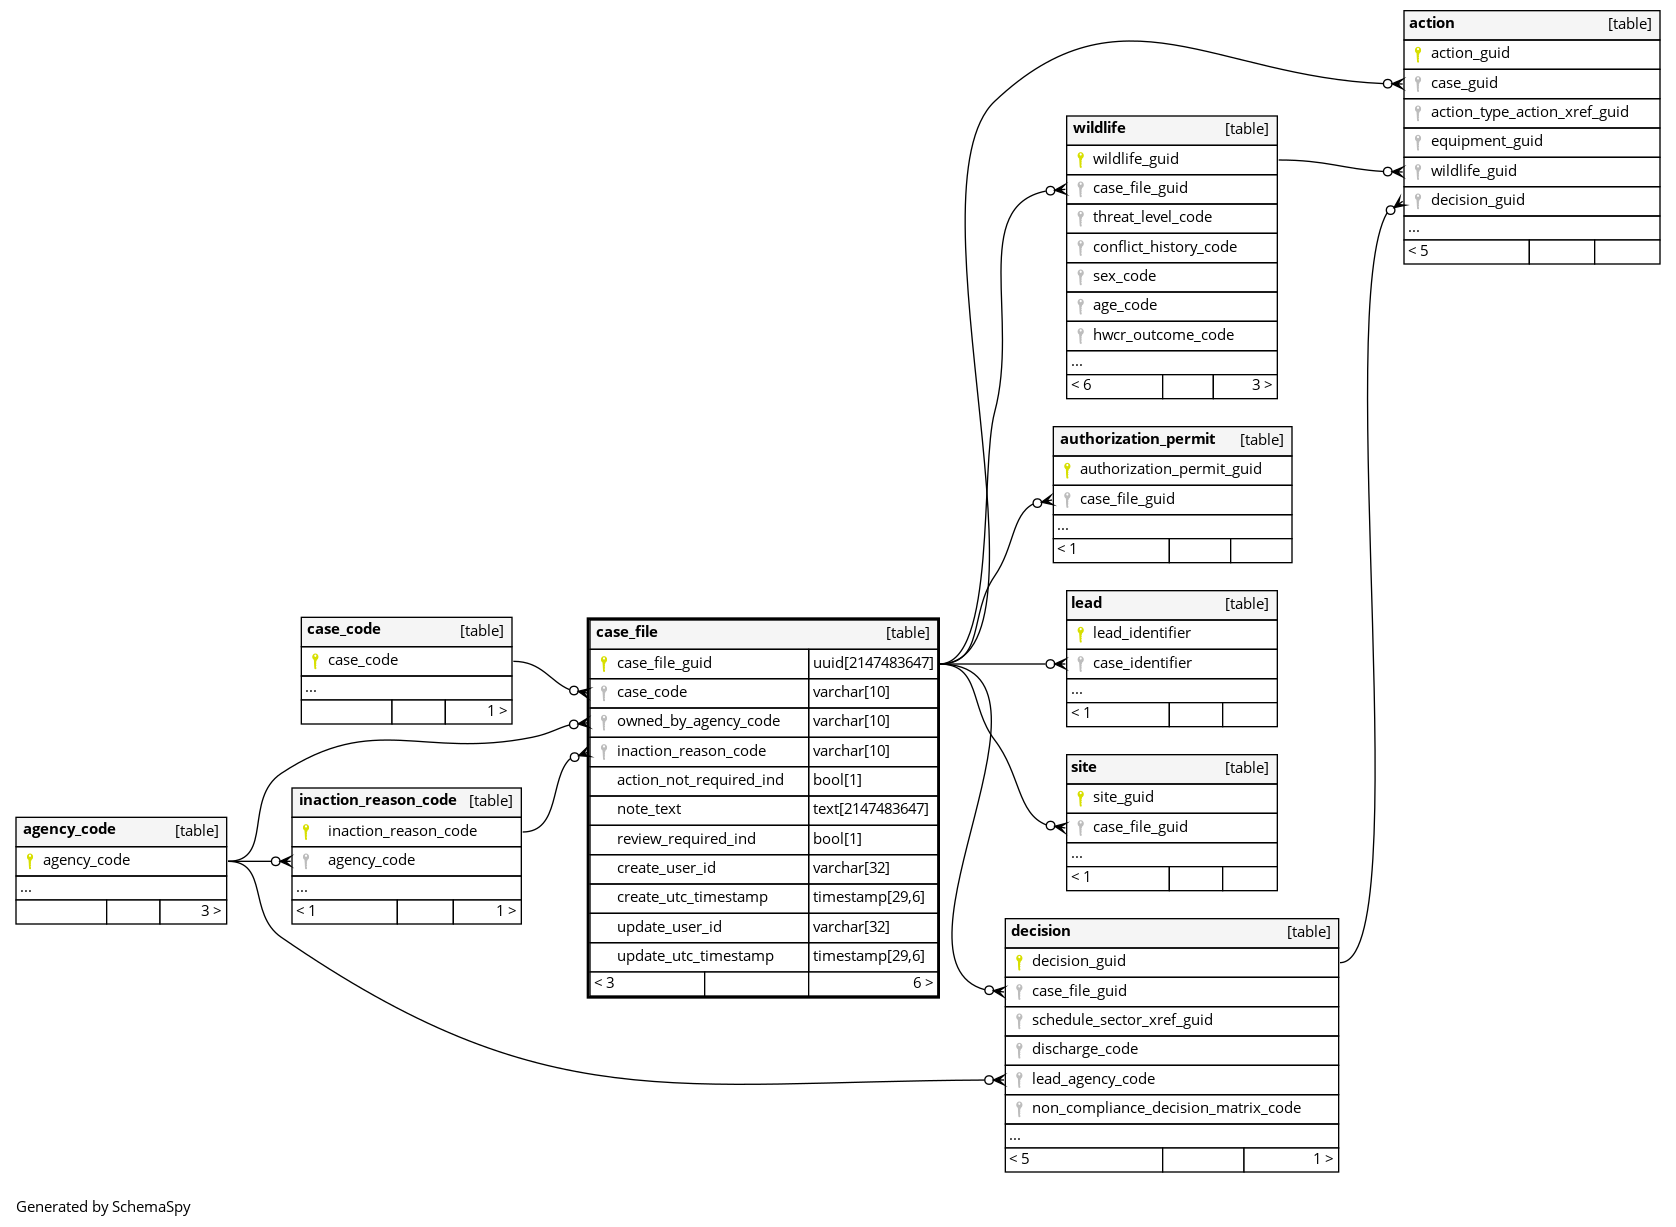 action [table]
action_guid
case_guid
action_type_action_xref_guid
equipment_guid
wildlife_guid
decision_guid
...
< 5
wildlife [table]
wildlife_guid
case_file_guid
threat_level_code
conflict_history_code
sex_code
age_code
hwcr_outcome_code
...
< 6 3 >
authorization_permit [table]
authorization_permit_guid
case_file_guid
...
< 1
lead [table]
lead_identifier
case_identifier
...
< 1
site [table]
site_guid
case_file_guid
...
< 1
decision [table]
decision_guid
case_file_guid
schedule_sector_xref_guid
discharge_code
lead_agency_code
non_compliance_decision_matrix_code
...
< 5 1 >
case_file [table]
case_file_guid uuid[2147483647]
case_code varchar[10]
owned_by_agency_code varchar[10]
inaction_reason_code varchar[10]
action_not_required_ind bool[1]
note_text text[2147483647]
review_required_ind bool[1]
create_user_id varchar[32]
create_utc_timestamp timestamp[29,6]
update_user_id varchar[32]
update_utc_timestamp timestamp[29,6]
< 3 6 >
case_code [table]
case_code
...
1 >
inaction_reason_code [table]
inaction_reason_code
agency_code
...
< 1 1 >
agency_code [table]
agency_code
...
3 >
Generated by SchemaSpy